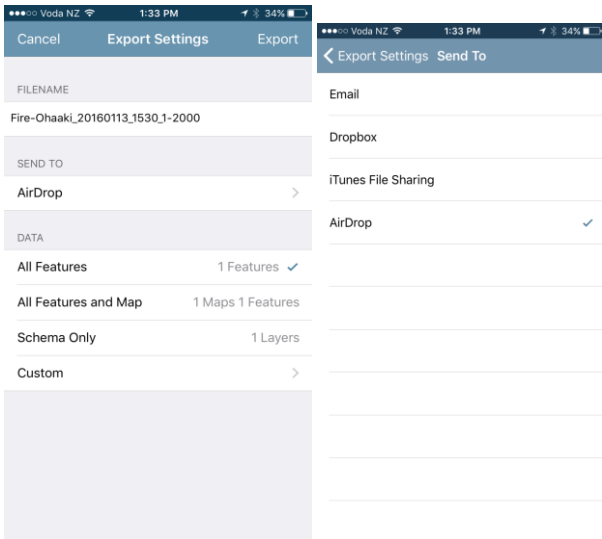 Voda NZ 1:33 PM 34%
Cancel Export Settings Export
FILENAME
Fire-Ohaaki_20160113_1530_1-2000
SEND TO
AirDrop
DATA
All Features 1 Features
All Features and Map 1 Maps 1 Features
Schema Only 1 Layers
Custom
Voda NZ 1:33 PM 34%
Export Settings Send To
Email
Dropbox
iTunes File Sharing
AirDrop